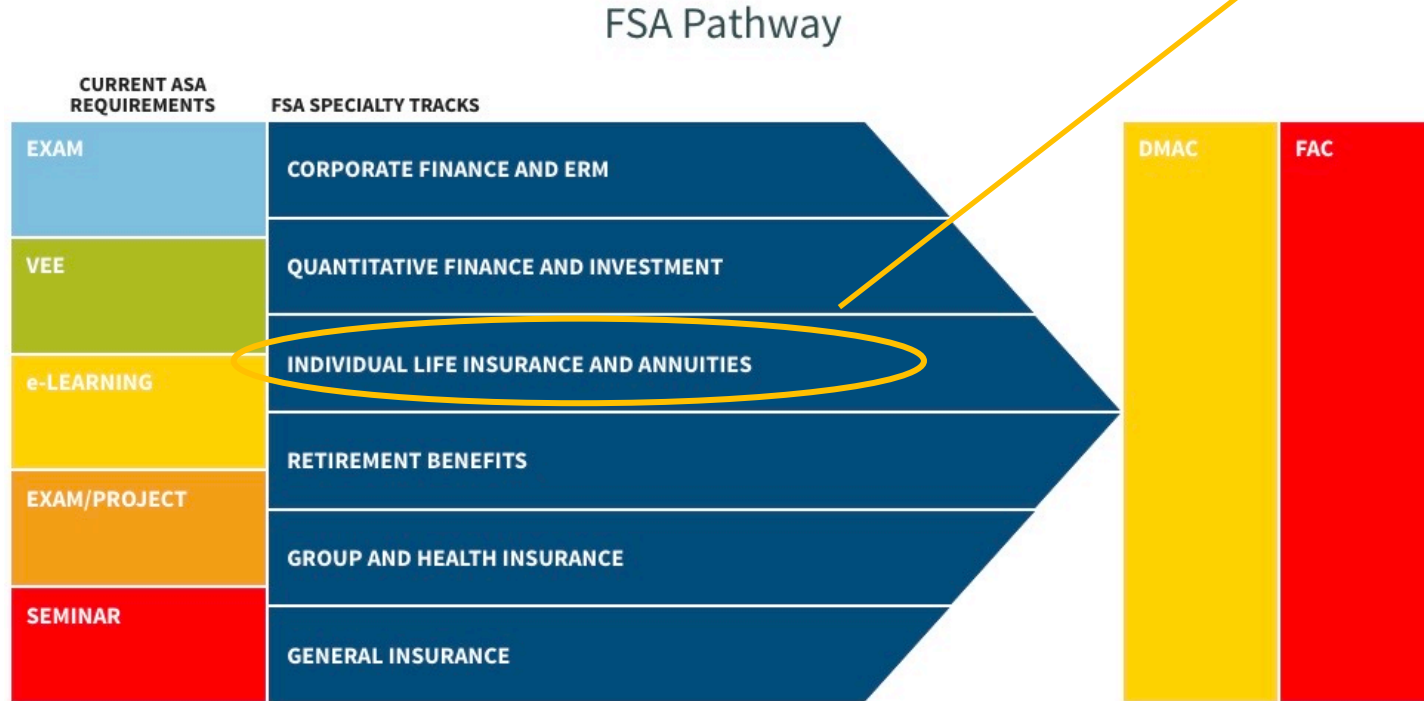 FSA Pathway
CURRENT ASA
REQUIREMENTS
FSA SPECIALTY TRACKS
EXAM
VEE
e-LEARNING
EXAM/PROJECT
SEMINAR
CORPORATE FINANCE AND ERM
QUANTITATIVE FINANCE AND INVESTMENT
INDIVIDUAL LIFE INSURANCE AND ANNUITIES
RETIREMENT BENEFITS
GROUP AND HEALTH INSURANCE
GENERAL INSURANCE
DMAC
FAC